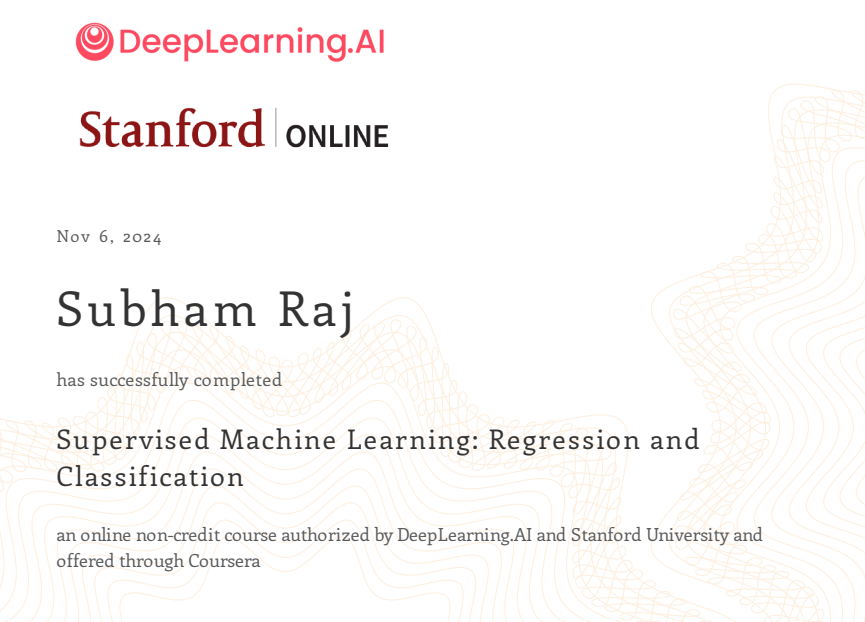 DeepLearning.AI
Stanford ONLINE
Nov 6, 2024
Subham Raj
has successfully completed
Supervised Machine Learning: Regression and
Classification
an online non-credit course authorized by DeepLearning.AI and Stanford University and
offered through Coursera